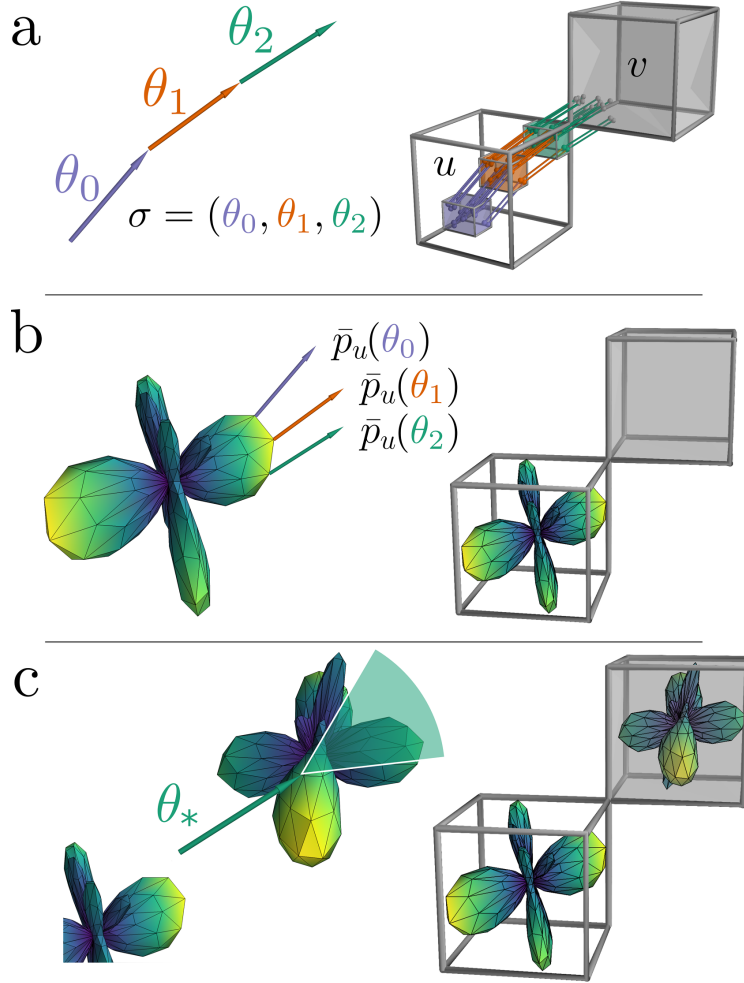 a
θ₀
θ₁
θ₂
σ = (θ₀, θ₁, θ₂)
u
v
b
p̄ᵤ(θ₀)
p̄ᵤ(θ₁)
p̄ᵤ(θ₂)
c
θ∗